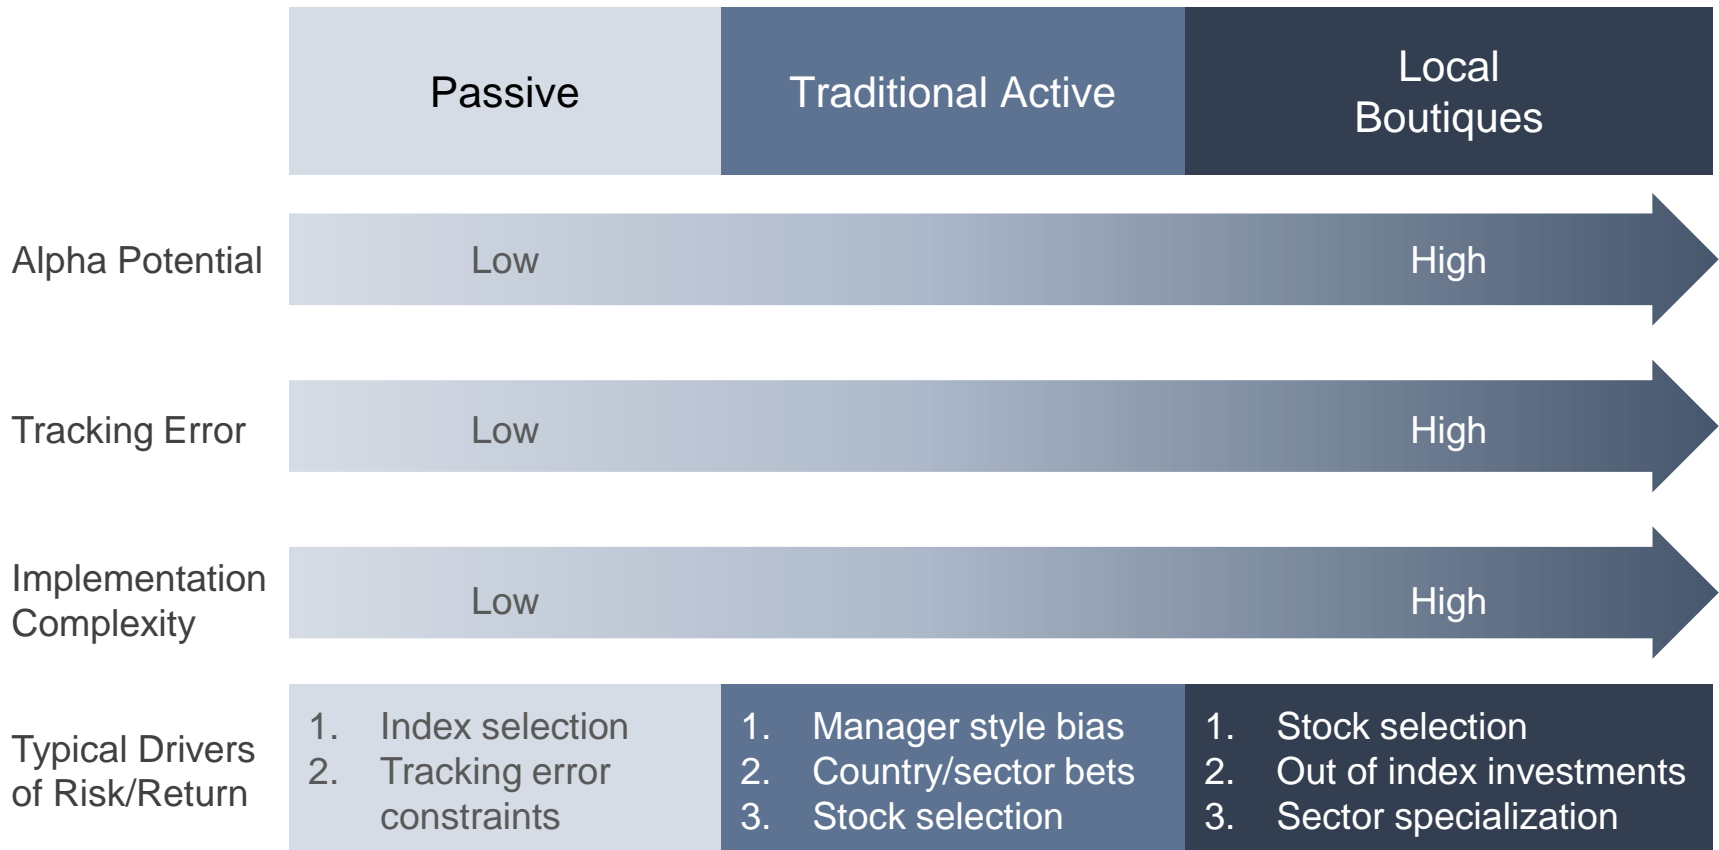 Passive
Traditional Active
Local
Boutiques
Alpha Potential
Low
High
Tracking Error
Low
High
Implementation
Complexity
Low
High
Typical Drivers
of Risk/Return
1. Index selection
2. Tracking error
constraints
1. Manager style bias
2. Country/sector bets
3. Stock selection
1. Stock selection
2. Out of index investments
3. Sector specialization